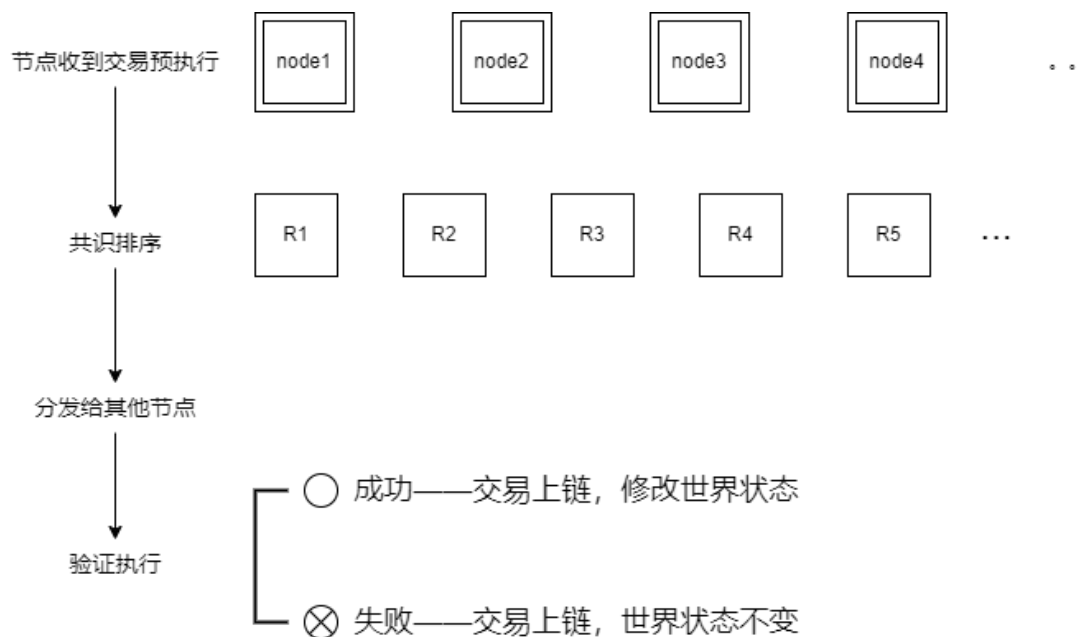 节点收到交易预执行 node1 node2 node3 node4 。。
共识排序 R1 R2 R3 R4 R5 ...
分发给其他节点
成功——交易上链，修改世界状态
验证执行
失败——交易上链，世界状态不变